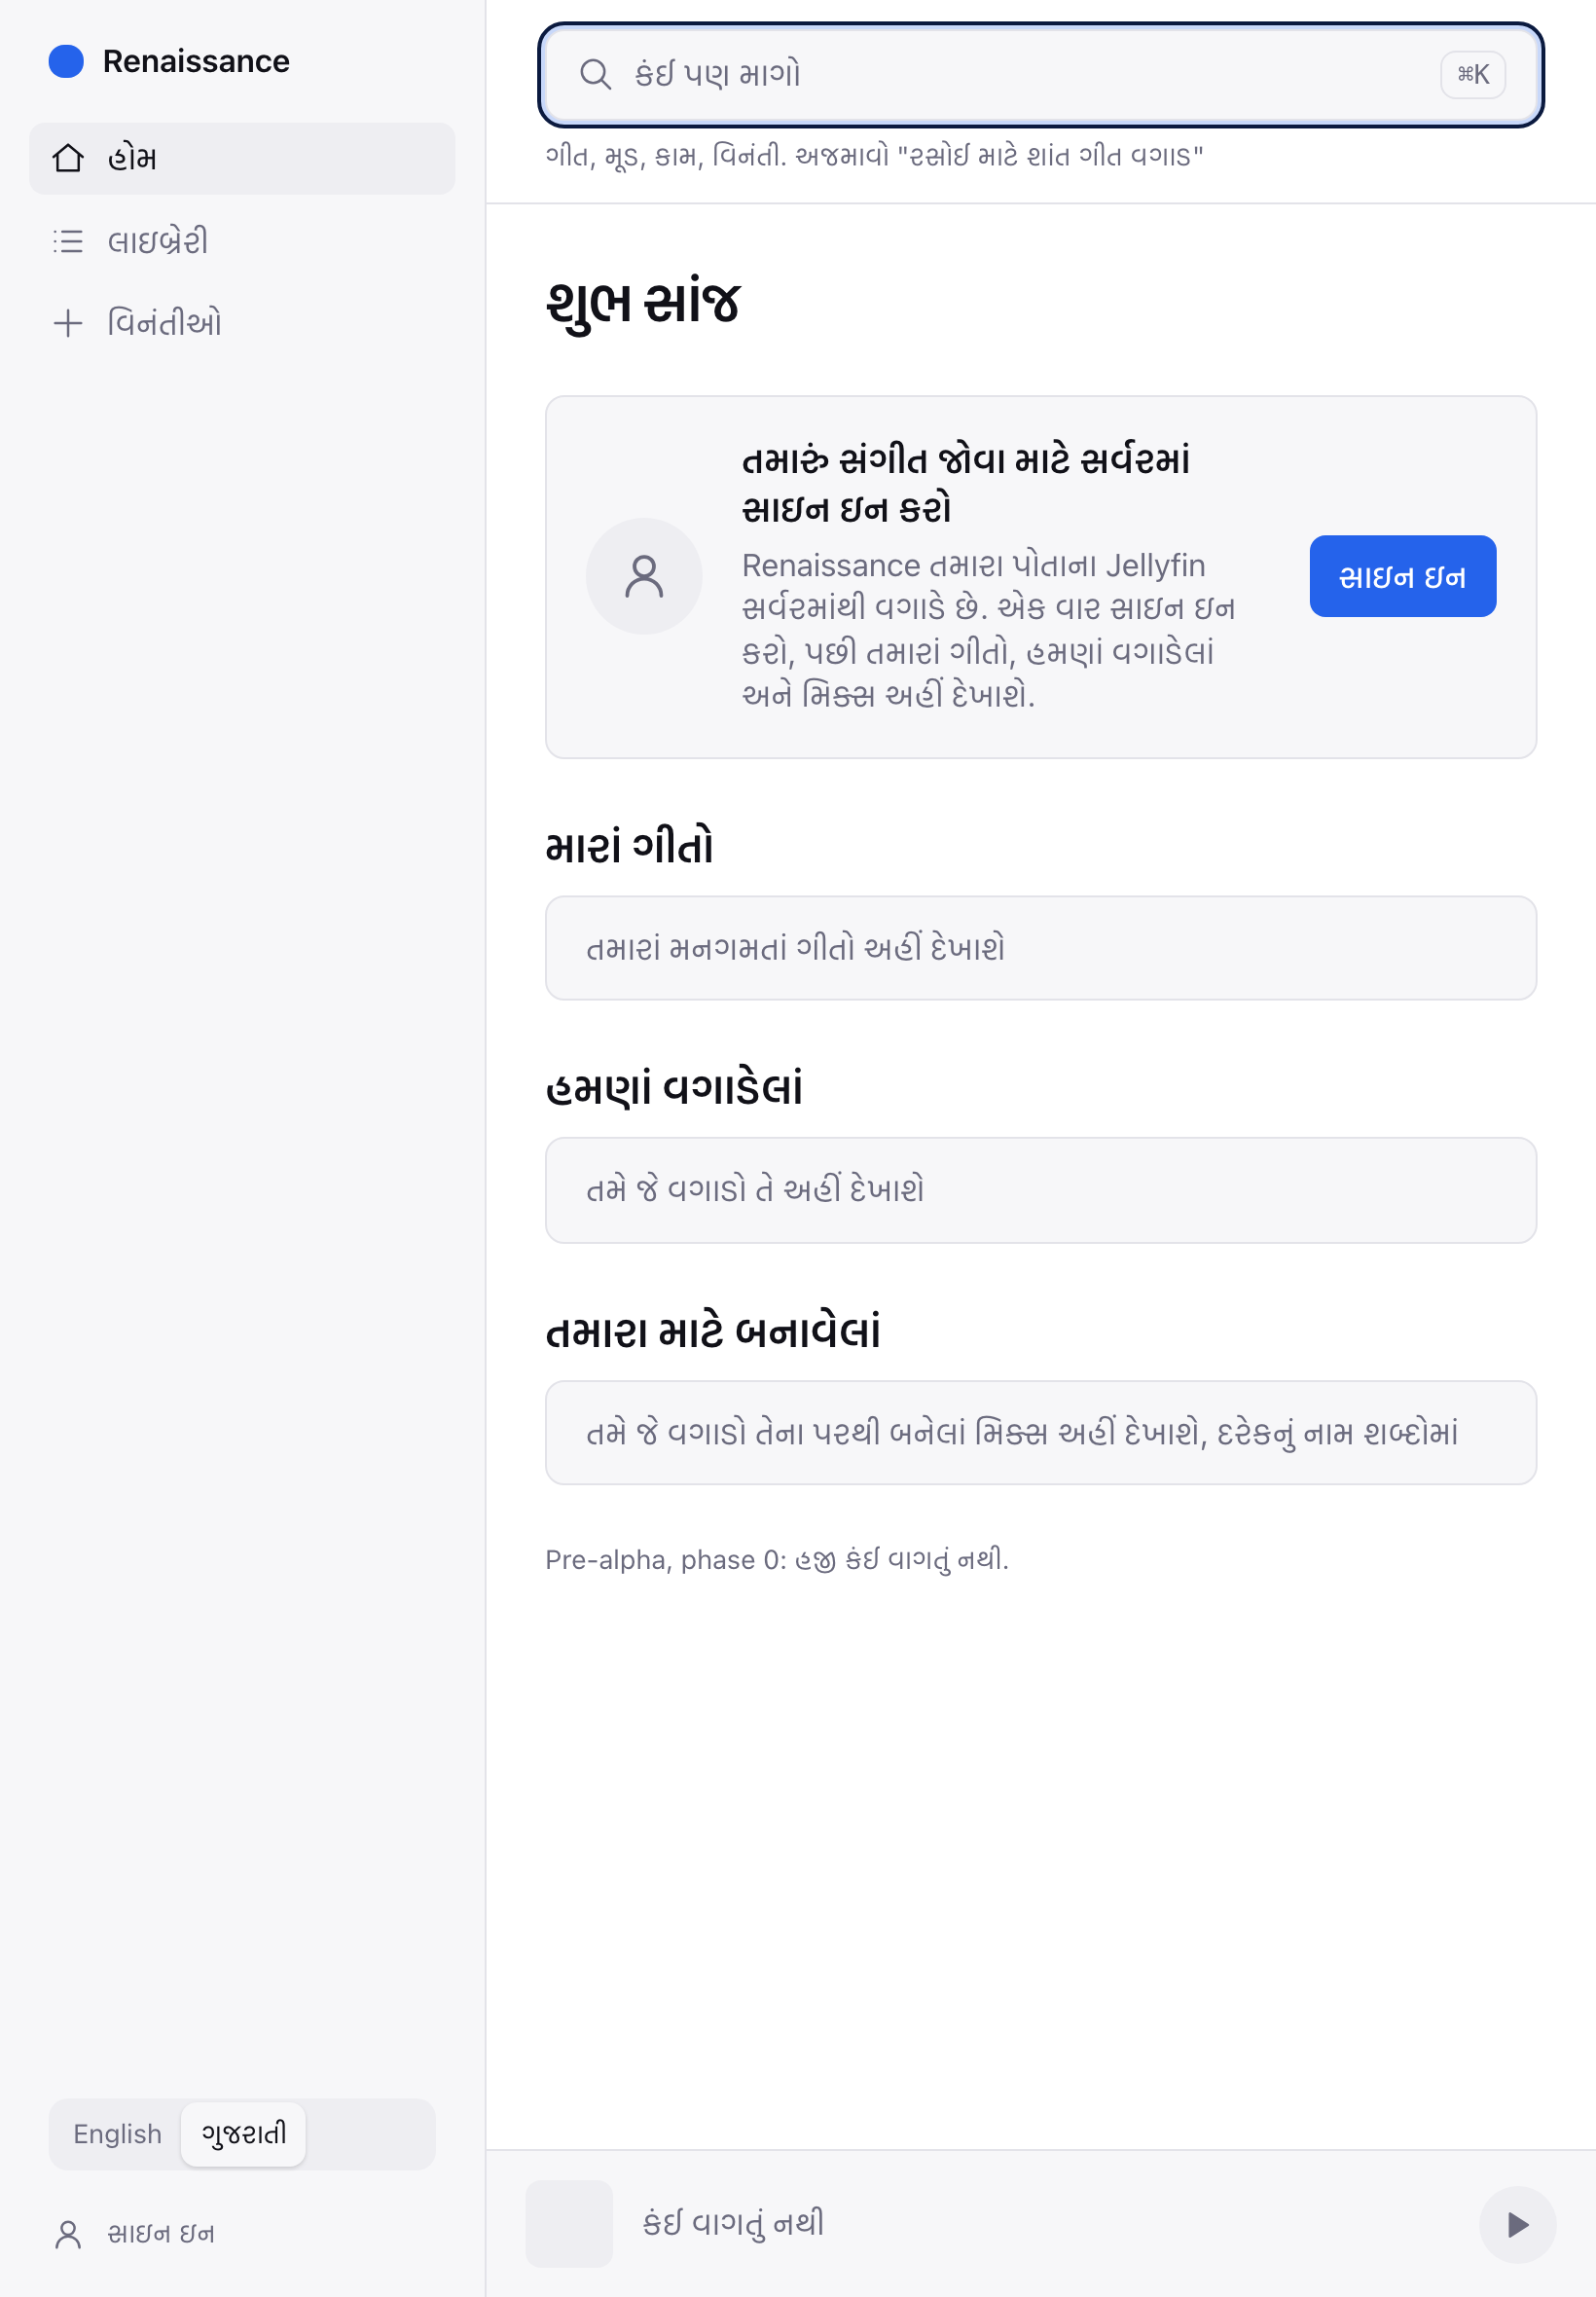 Renaissance
હોમ
લાઇબ્રેરી
વિનંતીઓ
English ગુજરાતી
સાઇન ઇન
કંઈ પણ માગો ⌘K
ગીત, મૂડ, કામ, વિનંતી. અજમાવો "રસોઈ માટે શાંત ગીત વગાડ"
શુભ સાંજ
તમારું સંગીત જોવા માટે સર્વરમાં
સાઇન ઇન કરો
Renaissance તમારા પોતાના Jellyfin
સર્વરમાંથી વગાડે છે. એક વાર સાઇન ઇન
કરો, પછી તમારાં ગીતો, હમણાં વગાડેલાં
અને મિક્સ અહીં દેખાશે.
સાઇન ઇન
મારાં ગીતો
તમારાં મનગમતાં ગીતો અહીં દેખાશે
હમણાં વગાડેલાં
તમે જે વગાડો તે અહીં દેખાશે
તમારા માટે બનાવેલાં
તમે જે વગાડો તેના પરથી બનેલાં મિક્સ અહીં દેખાશે, દરેકનું નામ શબ્દોમાં
Pre-alpha, phase 0: હજી કંઈ વાગતું નથી.
કંઈ વાગતું નથી